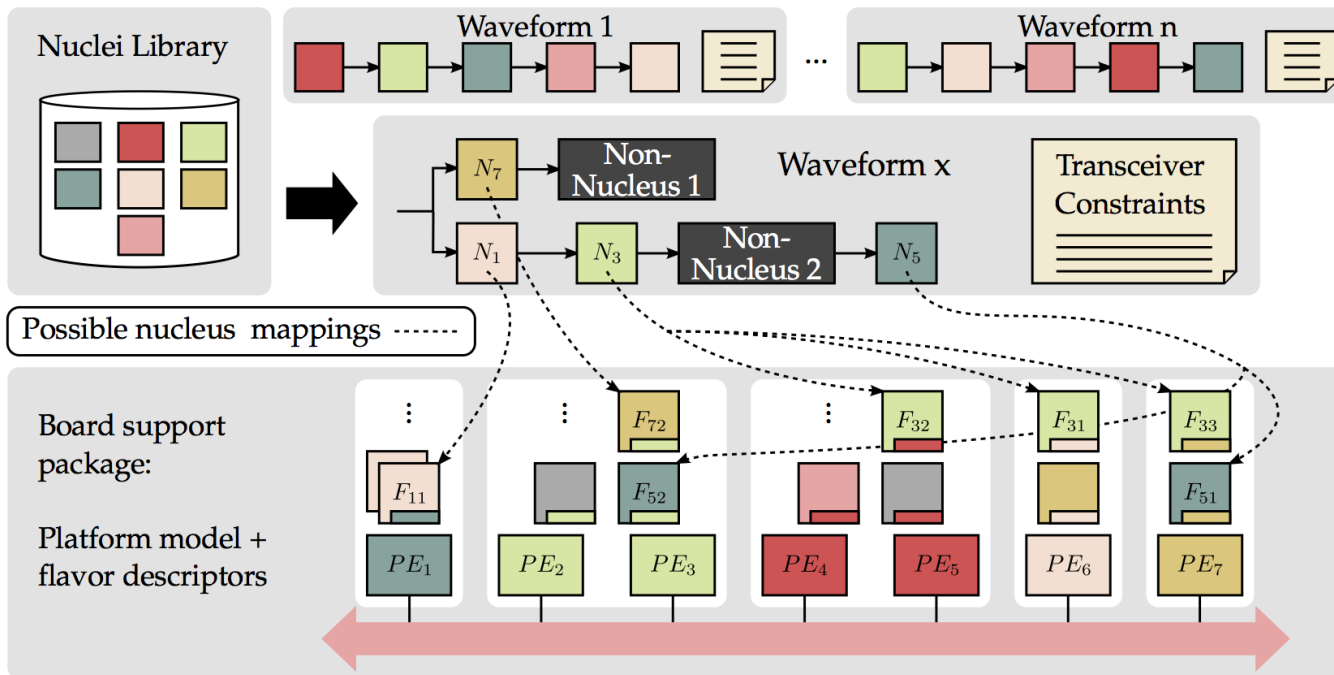 Nuclei Library
Waveform 1
...
Waveform n
N7
Non-
Nucleus 1
Waveform x
Transceiver
Constraints
N1
N3
Non-
Nucleus 2
N5
Possible nucleus mappings
Board support
package:
Platform model +
flavor descriptors
⋮
⋮
F72
⋮
F32
F31
F33
F11
F52
F51
PE1
PE2
PE3
PE4
PE5
PE6
PE7